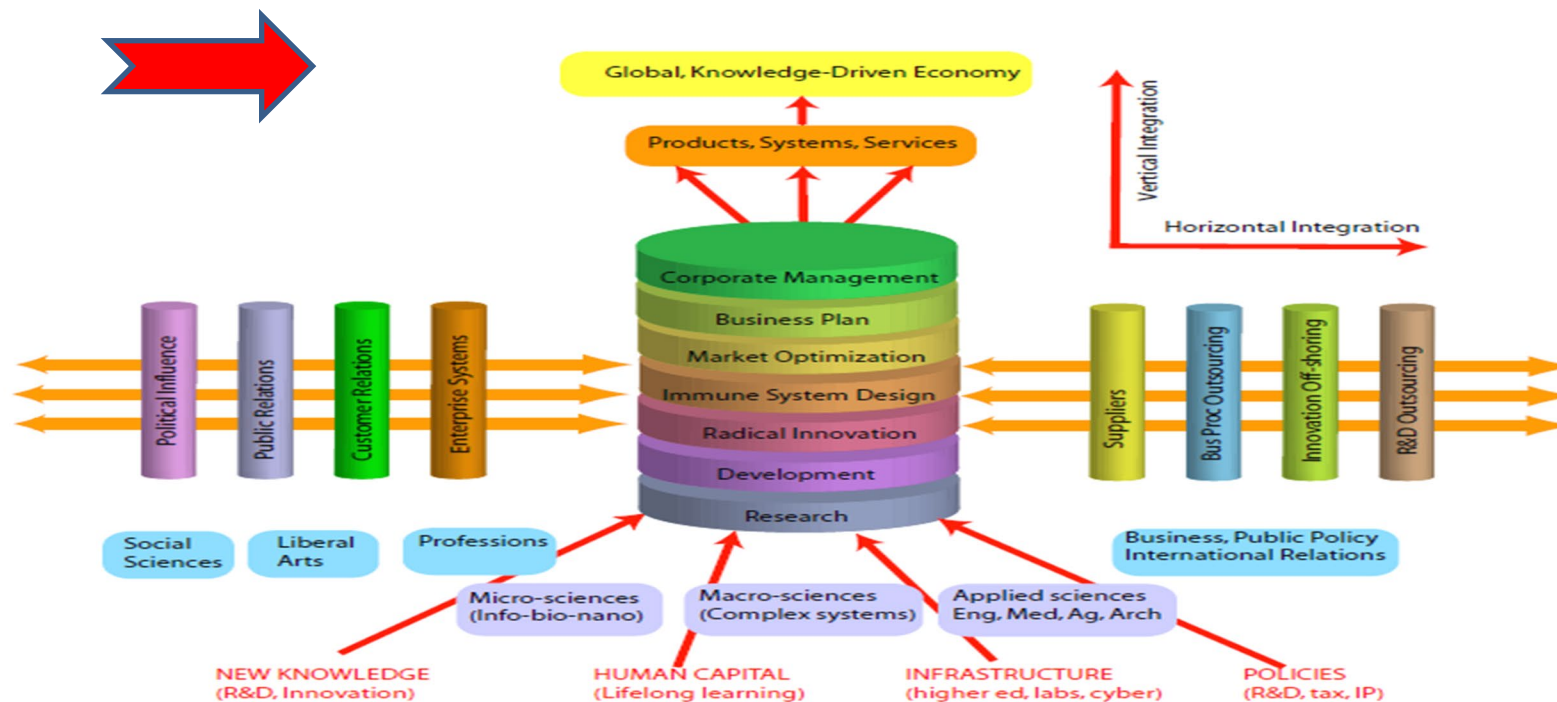 Global, Knowledge-Driven Economy
Products, Systems, Services
Vertical Integration
Horizontal Integration
Corporate Management
Business Plan
Market Optimization
Immune System Design
Radical Innovation
Development
Research
Political Influence
Public Relations
Customer Relations
Enterprise Systems
Suppliers
Bus Proc Outsourcing
Innovation Off-shoring
R&D Outsourcing
Social
Sciences
Liberal
Arts
Professions
Business, Public Policy
International Relations
Micro-sciences
(Info-bio-nano)
Macro-sciences
(Complex systems)
Applied sciences
Eng, Med, Ag, Arch
NEW KNOWLEDGE
(R&D, Innovation)
HUMAN CAPITAL
(Lifelong learning)
INFRASTRUCTURE
(higher ed, labs, cyber)
POLICIES
(R&D, tax, IP)